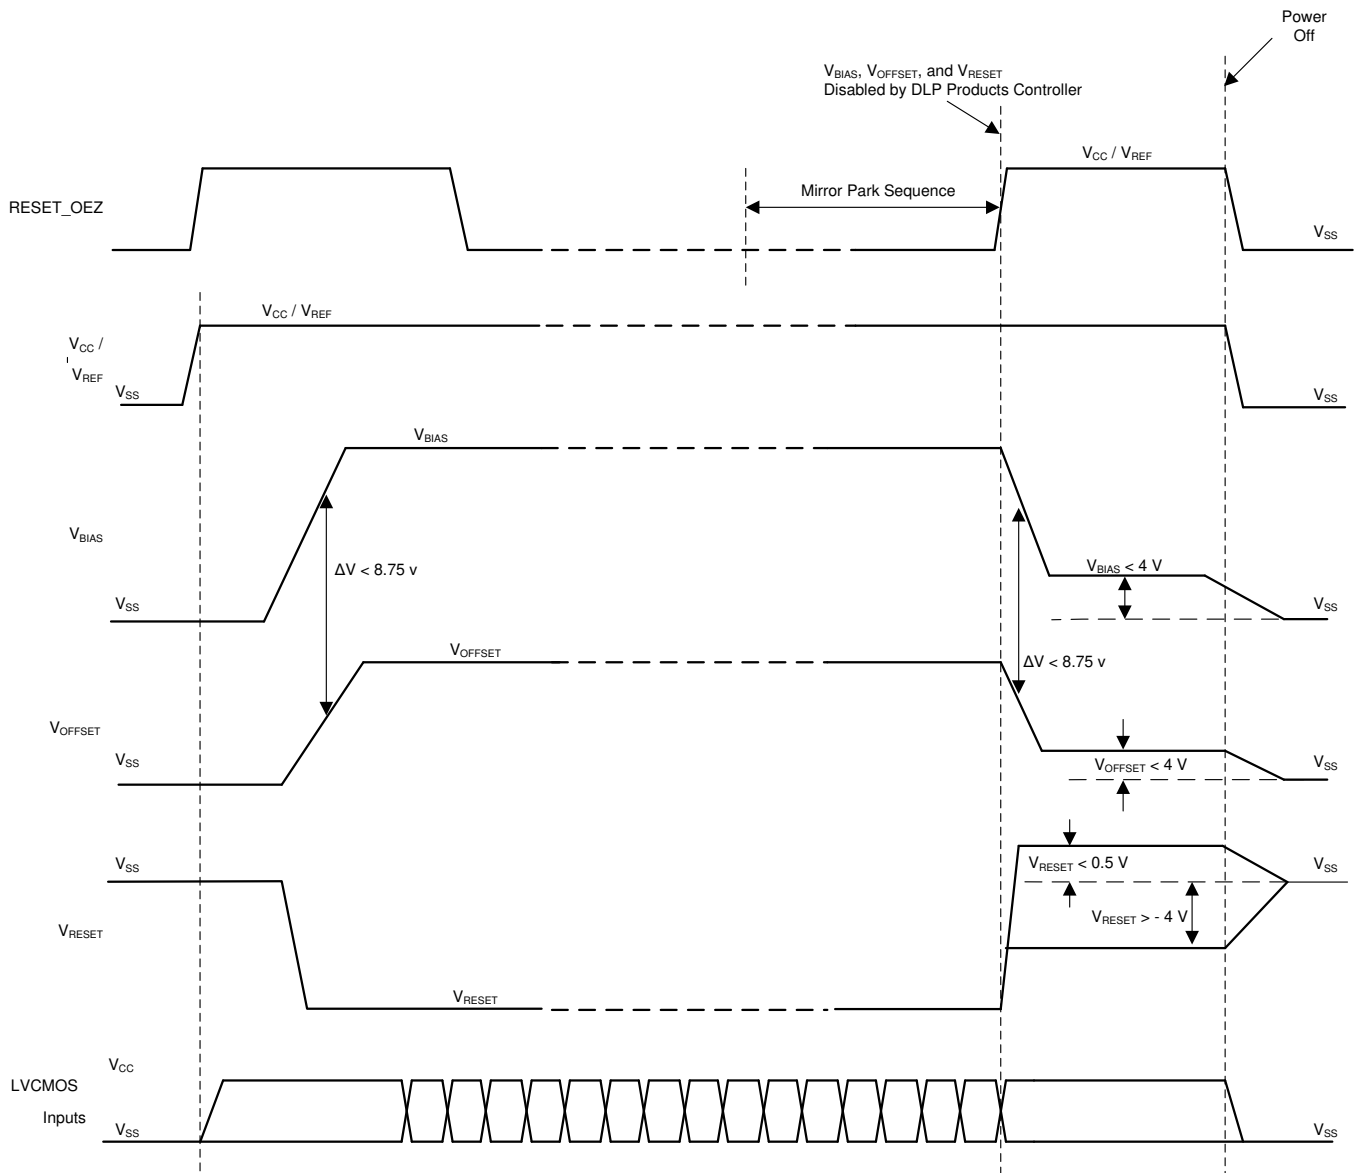 Power
Off
VBIAS, VOFFSET, and VRESET
Disabled by DLP Products Controller
VCC / VREF
Mirror Park Sequence
RESET_OEZ
VSS
VCC / VREF
VCC /
VREF
VSS
VSS
VBIAS
VBIAS
ΔV < 8.75 v
VBIAS < 4 V
VSS
VSS
VOFFSET
ΔV < 8.75 v
VOFFSET
VSS
VOFFSET < 4 V
VSS
VSS
VRESET < 0.5 V
VSS
VRESET
VRESET > - 4 V
VRESET
VCC
LVCMOS
Inputs
VSS
VSS